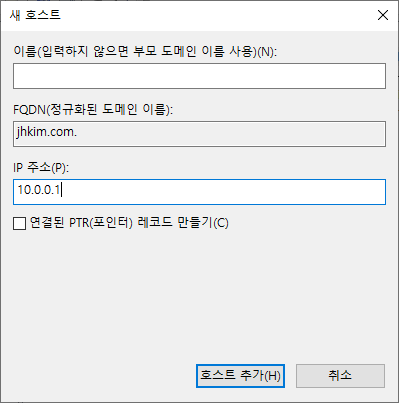 새 호스트
이름(입력하지 않으면 부모 도메인 이름 사용)(N):
FQDN(정규화된 도메인 이름):
jhkim.com.
IP 주소(P):
10.0.0.1
연결된 PTR(포인터) 레코드 만들기(C)
호스트 추가(H) 취소